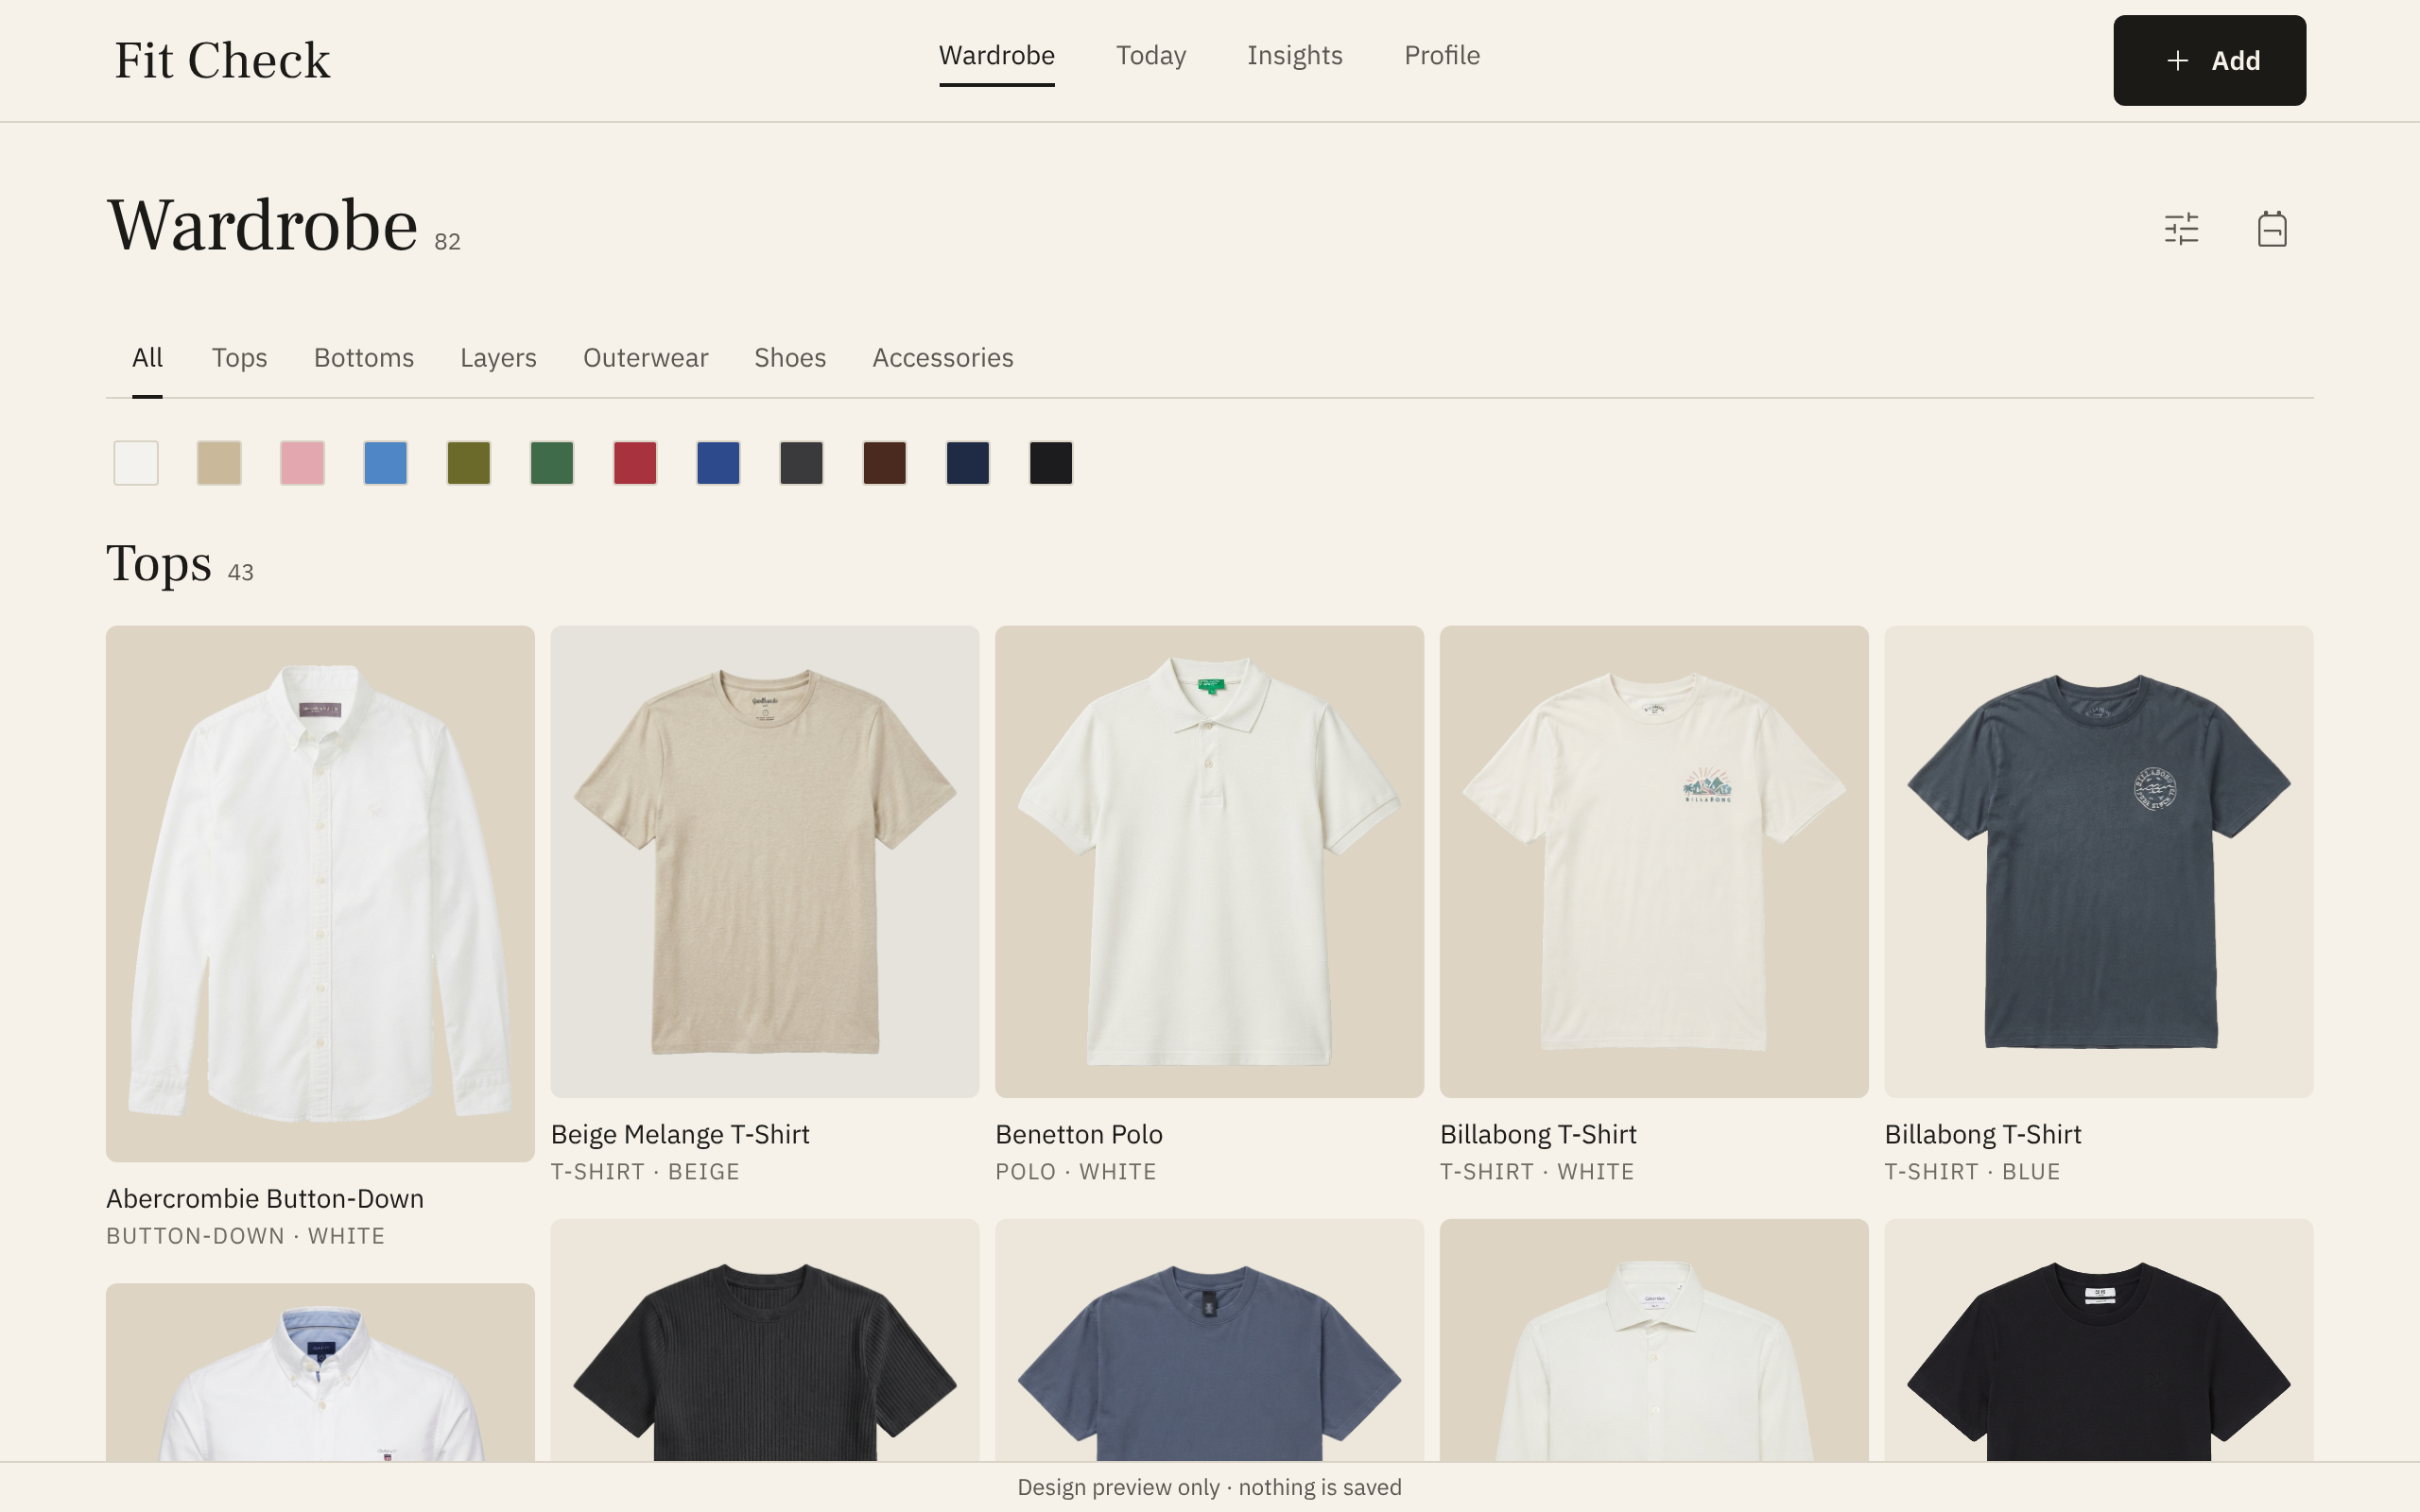 Fit Check
Wardrobe
Today
Insights
Profile
+ Add
Wardrobe 82
All
Tops
Bottoms
Layers
Outerwear
Shoes
Accessories
Tops 43
BILLABONG
Abercrombie Button-Down
BUTTON-DOWN · WHITE
Beige Melange T-Shirt
T-SHIRT · BEIGE
Benetton Polo
POLO · WHITE
Billabong T-Shirt
T-SHIRT · WHITE
Billabong T-Shirt
T-SHIRT · BLUE
GANT
Design preview only · nothing is saved